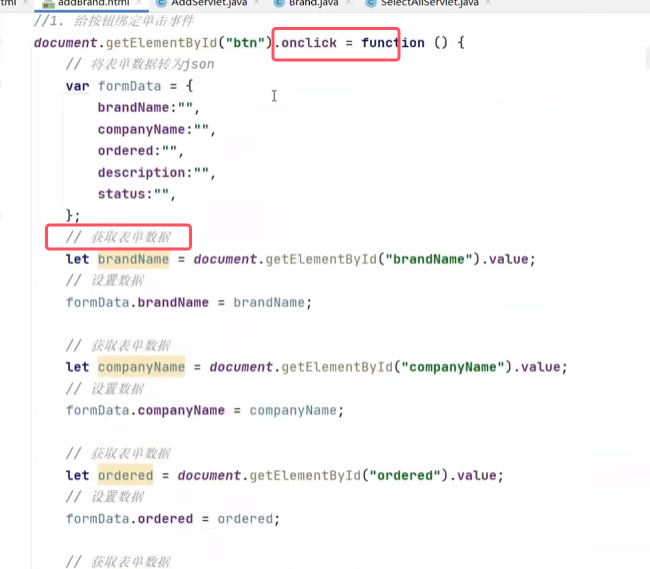 tml × addBrand.html × AddServlet.java × Brand.java × SelectAllServlet.java ×
//1. 给按钮绑定单击事件
document.getElementById("btn").onclick = function () {
// 将表单数据转为json
var formData = {
brandName:"",
companyName:"",
ordered:"",
description:"",
status:"",
};
// 获取表单数据
let brandName = document.getElementById("brandName").value;
// 设置数据
formData.brandName = brandName;
// 获取表单数据
let companyName = document.getElementById("companyName").value;
// 设置数据
formData.companyName = companyName;
// 获取表单数据
let ordered = document.getElementById("ordered").value;
// 设置数据
formData.ordered = ordered;
// 获取表单数据